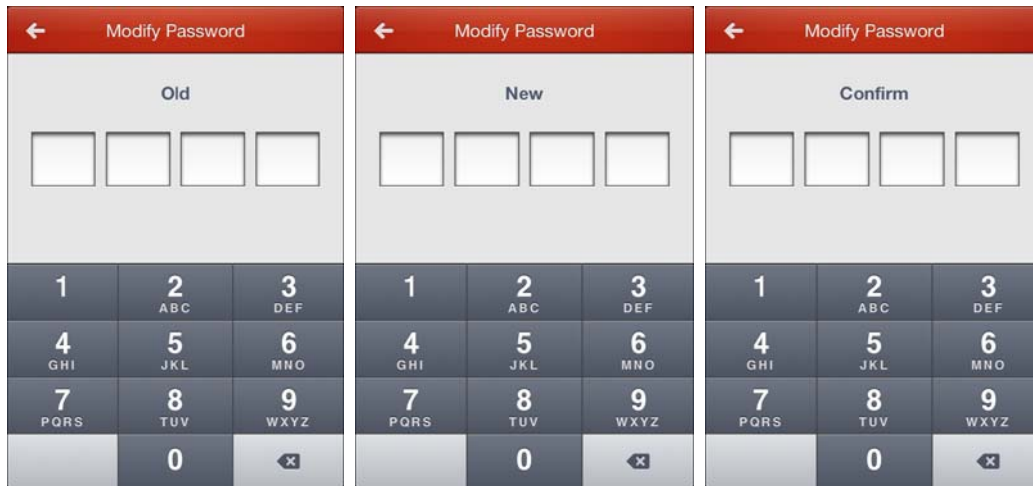 Modify Password
Old
1 2 3
ABC DEF
4 5 6
GHI JKL MNO
7 8 9
PQRS TUV WXYZ
0
Modify Password
New
1 2 3
ABC DEF
4 5 6
GHI JKL MNO
7 8 9
PQRS TUV WXYZ
0
Modify Password
Confirm
1 2 3
ABC DEF
4 5 6
GHI JKL MNO
7 8 9
PQRS TUV WXYZ
0